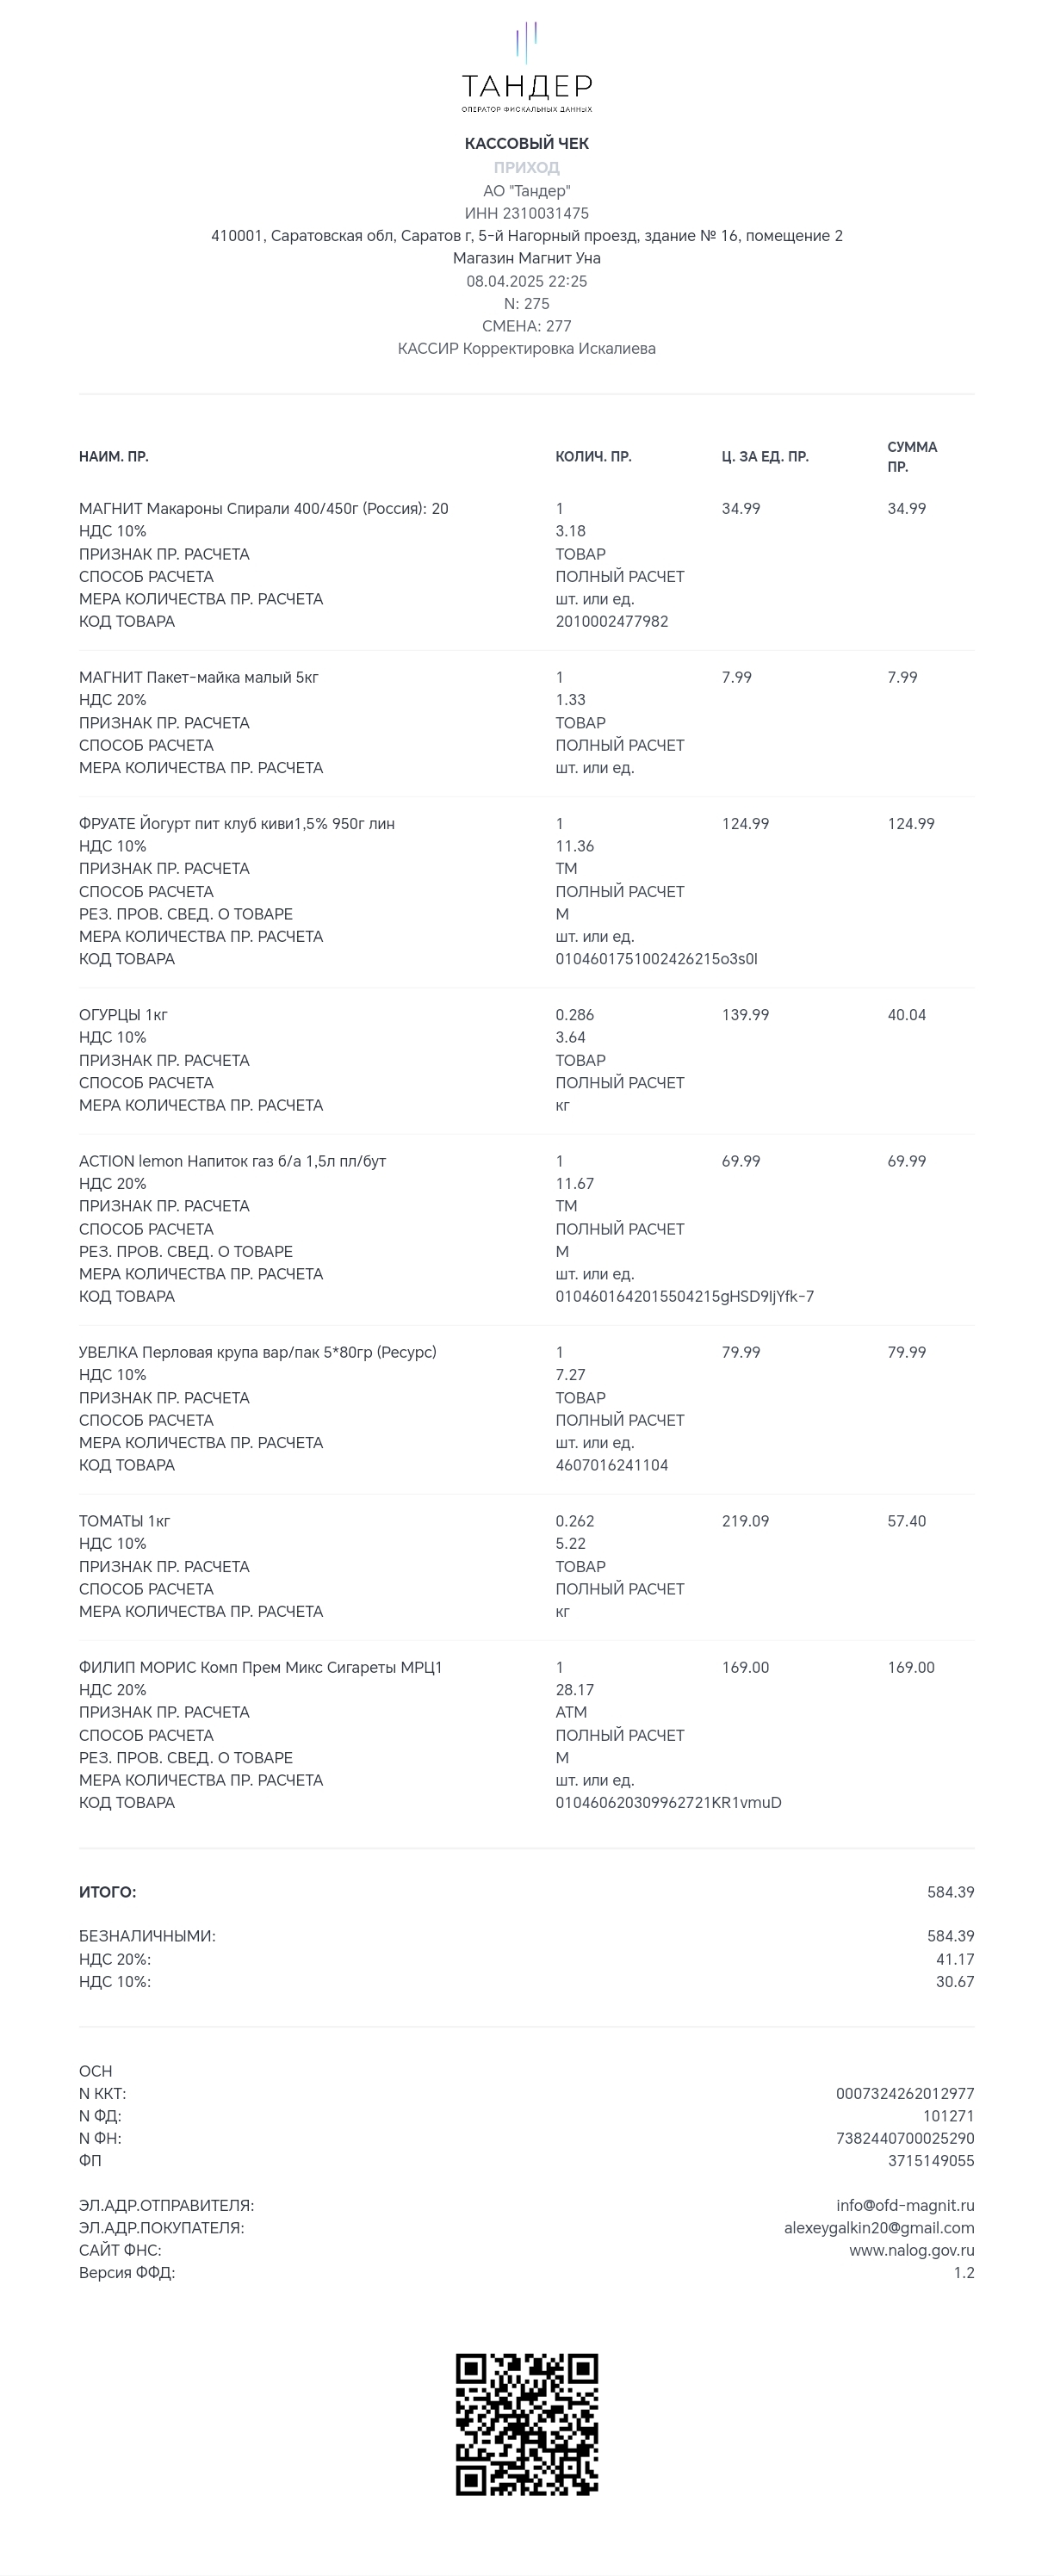 ТАНДЕР
ОПЕРАТОР ФИСКАЛЬНЫХ ДАННЫХ
КАССОВЫЙ ЧЕК
ПРИХОД
АО "Тандер"
ИНН 2310031475
410001, Саратовская обл, Саратов г, 5-й Нагорный проезд, здание № 16, помещение 2
Магазин Магнит Уна
08.04.2025 22:25
N: 275
СМЕНА: 277
КАССИР Корректировка Искалиева
НАИМ. ПР. КОЛИЧ. ПР. Ц. ЗА ЕД. ПР. СУММА ПР.
МАГНИТ Макароны Спирали 400/450г (Россия): 20 1 34.99 34.99
НДС 10% 3.18
ПРИЗНАК ПР. РАСЧЕТА ТОВАР
СПОСОБ РАСЧЕТА ПОЛНЫЙ РАСЧЕТ
МЕРА КОЛИЧЕСТВА ПР. РАСЧЕТА шт. или ед.
КОД ТОВАРА 2010002477982
МАГНИТ Пакет-майка малый 5кг 1 7.99 7.99
НДС 20% 1.33
ПРИЗНАК ПР. РАСЧЕТА ТОВАР
СПОСОБ РАСЧЕТА ПОЛНЫЙ РАСЧЕТ
МЕРА КОЛИЧЕСТВА ПР. РАСЧЕТА шт. или ед.
ФРУАТЕ Йогурт пит клуб киви1,5% 950г лин 1 124.99 124.99
НДС 10% 11.36
ПРИЗНАК ПР. РАСЧЕТА ТМ
СПОСОБ РАСЧЕТА ПОЛНЫЙ РАСЧЕТ
РЕЗ. ПРОВ. СВЕД. О ТОВАРЕ М
МЕРА КОЛИЧЕСТВА ПР. РАСЧЕТА шт. или ед.
КОД ТОВАРА 0104601751002426215o3s0l
ОГУРЦЫ 1кг 0.286 139.99 40.04
НДС 10% 3.64
ПРИЗНАК ПР. РАСЧЕТА ТОВАР
СПОСОБ РАСЧЕТА ПОЛНЫЙ РАСЧЕТ
МЕРА КОЛИЧЕСТВА ПР. РАСЧЕТА кг
ACTION lemon Напиток газ б/а 1,5л пл/бут 1 69.99 69.99
НДС 20% 11.67
ПРИЗНАК ПР. РАСЧЕТА ТМ
СПОСОБ РАСЧЕТА ПОЛНЫЙ РАСЧЕТ
РЕЗ. ПРОВ. СВЕД. О ТОВАРЕ М
МЕРА КОЛИЧЕСТВА ПР. РАСЧЕТА шт. или ед.
КОД ТОВАРА 0104601642015504215gHSD9IjYfk-7
УВЕЛКА Перловая крупа вар/пак 5*80гр (Ресурс) 1 79.99 79.99
НДС 10% 7.27
ПРИЗНАК ПР. РАСЧЕТА ТОВАР
СПОСОБ РАСЧЕТА ПОЛНЫЙ РАСЧЕТ
МЕРА КОЛИЧЕСТВА ПР. РАСЧЕТА шт. или ед.
КОД ТОВАРА 4607016241104
ТОМАТЫ 1кг 0.262 219.09 57.40
НДС 10% 5.22
ПРИЗНАК ПР. РАСЧЕТА ТОВАР
СПОСОБ РАСЧЕТА ПОЛНЫЙ РАСЧЕТ
МЕРА КОЛИЧЕСТВА ПР. РАСЧЕТА кг
ФИЛИП МОРИС Комп Прем Микс Сигареты МРЦ1 1 169.00 169.00
НДС 20% 28.17
ПРИЗНАК ПР. РАСЧЕТА АТМ
СПОСОБ РАСЧЕТА ПОЛНЫЙ РАСЧЕТ
РЕЗ. ПРОВ. СВЕД. О ТОВАРЕ М
МЕРА КОЛИЧЕСТВА ПР. РАСЧЕТА шт. или ед.
КОД ТОВАРА 010460620309962721KR1vmuD
ИТОГО: 584.39
БЕЗНАЛИЧНЫМИ: 584.39
НДС 20%: 41.17
НДС 10%: 30.67
ОСН
N ККТ: 0007324262012977
N ФД: 101271
N ФН: 7382440700025290
ФП 3715149055
ЭЛ.АДР.ОТПРАВИТЕЛЯ: info@ofd-magnit.ru
ЭЛ.АДР.ПОКУПАТЕЛЯ: alexeygalkin20@gmail.com
САЙТ ФНС: www.nalog.gov.ru
Версия ФФД: 1.2